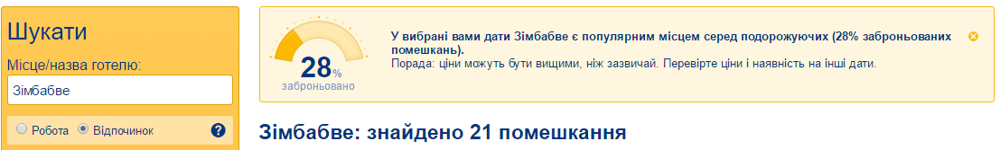 Шукати
Місце/назва готелю:
Зімбабве
Робота Відпочинок ?
28%
заброньовано
У вибрані вами дати Зімбабве є популярним місцем серед подорожуючих (28% заброньованих
помешкань).
Порада: ціни можуть бути вищими, ніж зазвичай. Перевірте ціни і наявність на інші дати.
Зімбабве: знайдено 21 помешкання